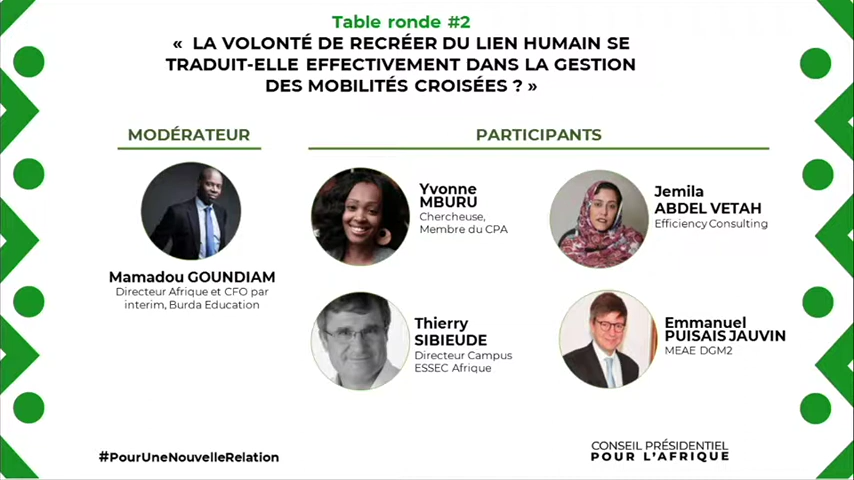 Table ronde #2
« LA VOLONTÉ DE RECRÉER DU LIEN HUMAIN SE
TRADUIT-ELLE EFFECTIVEMENT DANS LA GESTION
DES MOBILITÉS CROISÉES ? »
MODÉRATEUR
Mamadou GOUNDIAM
Directeur Afrique et CFO par
interim, Burda Education
PARTICIPANTS
Yvonne
MBURU
Chercheuse,
Membre du CPA
Jemila
ABDEL VETAH
Efficiency Consulting
Thierry
SIBIEUDE
Directeur Campus
ESSEC Afrique
Emmanuel
PUISAIS JAUVIN
MEAE DGM2
#PourUneNouvelleRelation
CONSEIL PRÉSIDENTIEL
POUR L'AFRIQUE